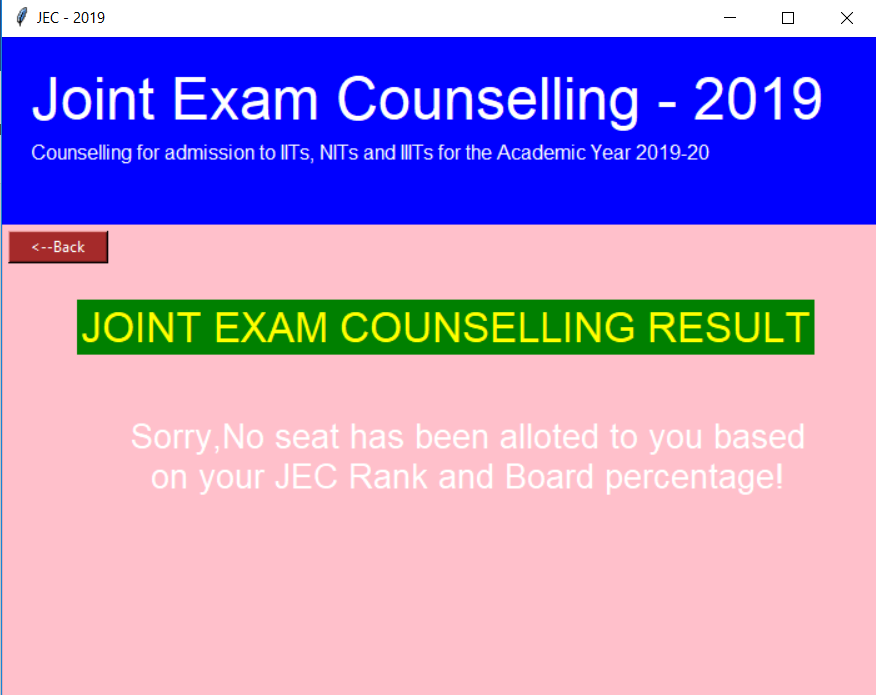 JEC - 2019
Joint Exam Counselling - 2019
Counselling for admission to IITs, NITs and IIITs for the Academic Year 2019-20
<--Back
JOINT EXAM COUNSELLING RESULT
Sorry,No seat has been alloted to you based
on your JEC Rank and Board percentage!